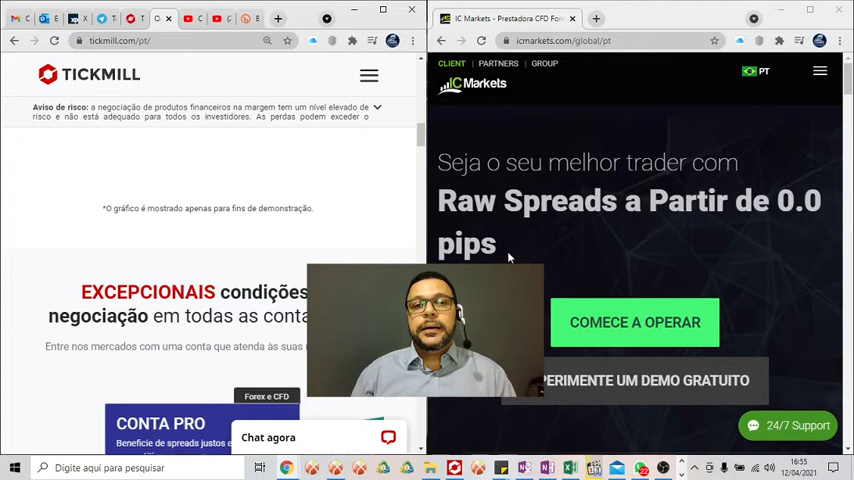 tickmill.com/pt/
TICKMILL
Aviso de risco: a negociação de produtos financeiros na margem tem um nível elevado de
risco e não está adequado para todos os investidores. As perdas podem exceder o
*O gráfico é mostrado apenas para fins de demonstração.
EXCEPCIONAIS condições
negociação em todas as conta
Entre nos mercados com uma conta que atenda às suas
Forex e CFD
CONTA PRO
Beneficie de spreads justos e
Chat agora
IC Markets - Prestadora CFD For
icmarkets.com/global/pt
CLIENT PARTNERS GROUP
IC Markets
PT
Seja o seu melhor trader com
Raw Spreads a Partir de 0.0
pips
COMECE A OPERAR
PERIMENTE UM DEMO GRATUITO
24/7 Support
Digite aqui para pesquisar
16:55
12/04/2021